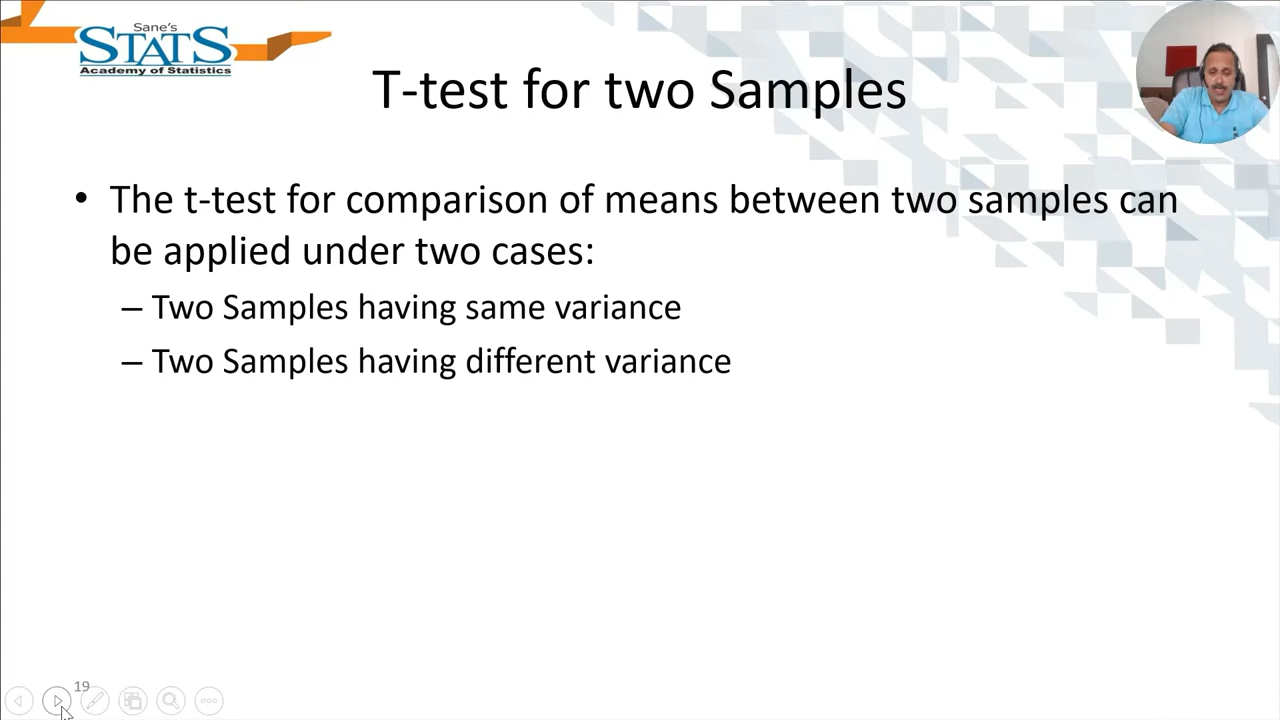 Sane's
STATS
Academy of Statistics
T-test for two Samples
• The t-test for comparison of means between two samples can
be applied under two cases:
– Two Samples having same variance
– Two Samples having different variance
19